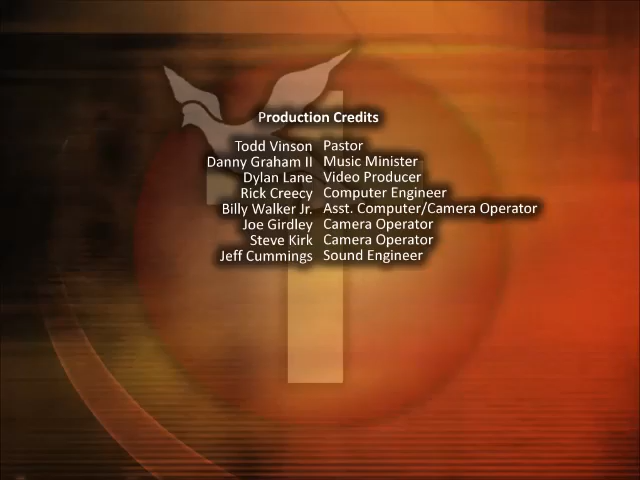 Production Credits
Todd Vinson Pastor
Danny Graham II Music Minister
Dylan Lane Video Producer
Rick Creecy Computer Engineer
Billy Walker Jr. Asst. Computer/Camera Operator
Joe Girdley Camera Operator
Steve Kirk Camera Operator
Jeff Cummings Sound Engineer